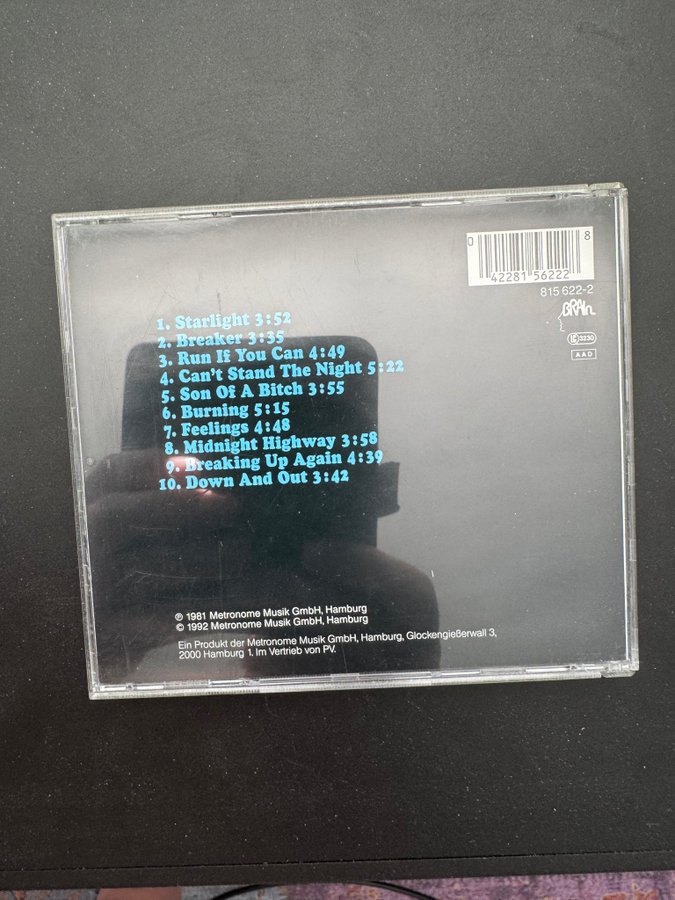 0 8
42281 56222
815 622-2
BRAIn
LC 3230
AAD
1. Starlight 3:52
2. Breaker 3:35
3. Run If You Can 4:49
4. Can't Stand The Night 5:22
5. Son Of A Bitch 3:55
6. Burning 5:15
7. Feelings 4:48
8. Midnight Highway 3:58
9. Breaking Up Again 4:39
10. Down And Out 3:42
℗ 1981 Metronome Musik GmbH, Hamburg
© 1992 Metronome Musik GmbH, Hamburg
Ein Produkt der Metronome Musik GmbH, Hamburg, Glockengießerwall 3,
2000 Hamburg 1. Im Vertrieb von PV.